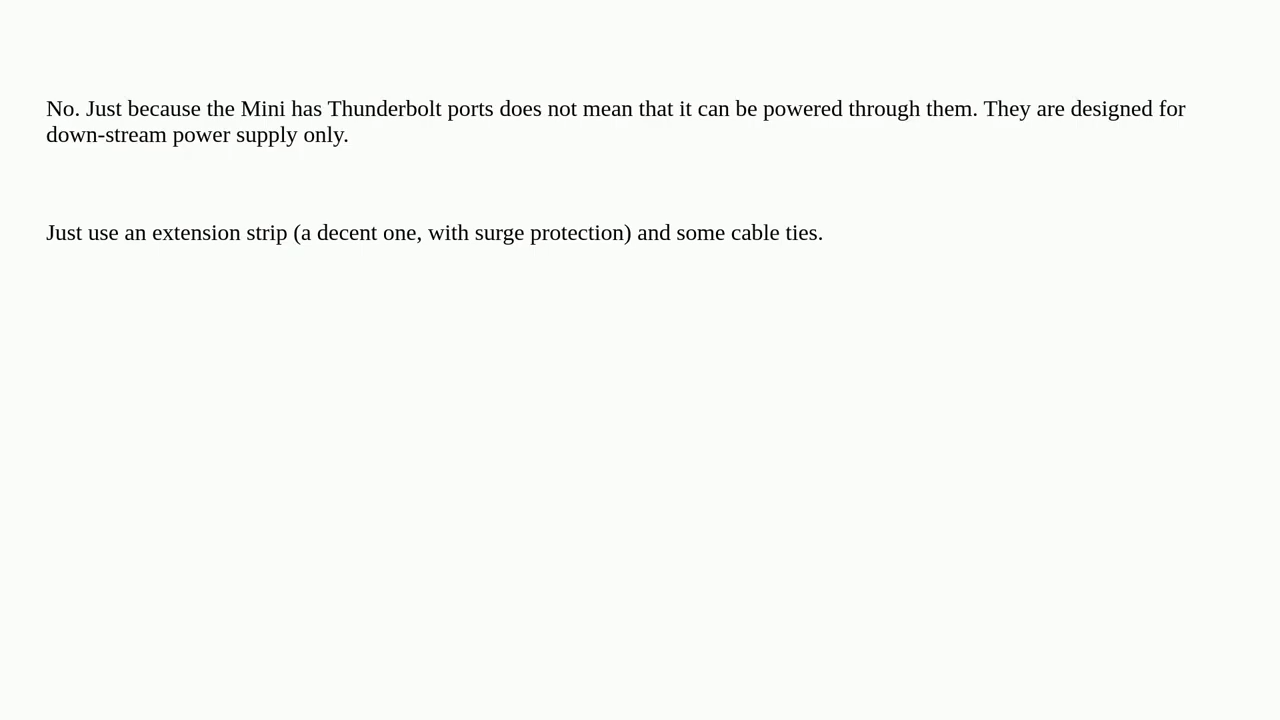 No. Just because the Mini has Thunderbolt ports does not mean that it can be powered through them. They are designed for
down-stream power supply only.
Just use an extension strip (a decent one, with surge protection) and some cable ties.